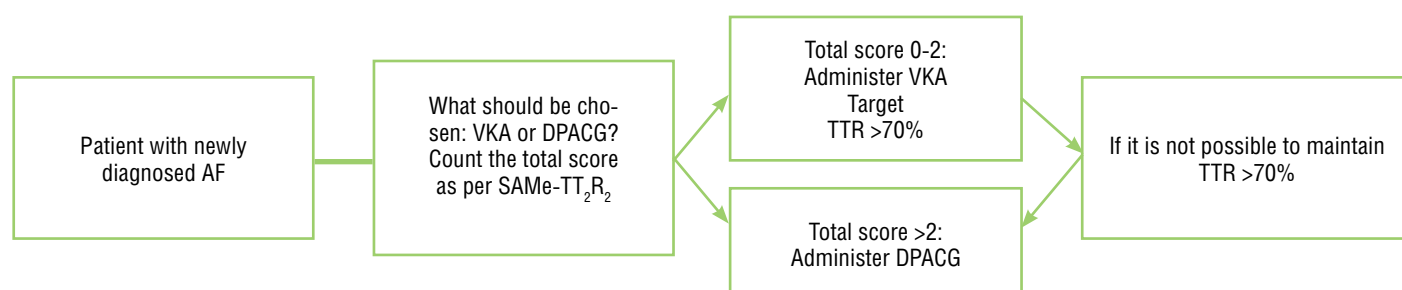 Patient with newly
diagnosed AF
What should be cho-
sen: VKA or DPACG?
Count the total score
as per SAMe-TT₂R₂
Total score 0-2:
Administer VKA
Target
TTR >70%
Total score >2:
Administer DPACG
If it is not possible to maintain
TTR >70%